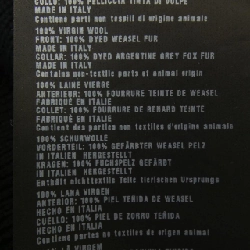 COLLO: 100% PELLICCIA TINTA DI VOLPE
MADE IN ITALY
Contiene parti non tessili di origine animale
100% VIRGIN WOOL
FRONT: 100% DYED WEASEL FUR
MADE IN ITALY
COLLAR: 100% DYED ARGENTINE GREY FOX FUR
MADE IN ITALY
Contains non-textile parts of animal origin
100% LAINE VIERGE
ANTERIEUR: 100% FOURRURE TEINTE DE WEASEL
FABRIQUÉ EN ITALIE
COLLET: 100% FOURRURE DE RENARD TEINTE
FABRIQUÉ EN ITALIE
Contient des parties non textiles d'origine animale
100% SCHURWOLLE
VORDERTEIL: 100% GEFÄRBTER WEASEL PELZ
IN ITALIEN HERGESTELLT
KRAGEN: 100% FUCHSPELZ GEFÄRBT
IN ITALIEN HERGESTELLT
Enthält nichttextile Teile tierischen Ursprungs
100% LANA VIRGEN
ANTERIOR: 100% PIEL TEÑIDA DE WEASEL
HECHO EN ITALIA
CUELLO: 100% PIEL DE ZORRO TEÑIDA
HECHO EN ITALIA
Contiene partes no textiles de origen animal